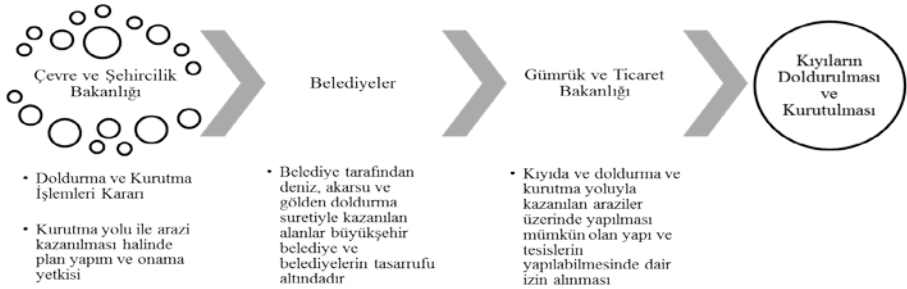 Çevre ve Şehircilik
Bakanlığı
Belediyeler
Gümrük ve Ticaret
Bakanlığı
Kıyıların
Doldurulması
ve
Kurutulması
• Doldurma ve Kurutma
İşlemleri Kararı
• Kurutma yolu ile arazi
kazanılması halinde
plan yapım ve onama
yetkisi
• Belediye tarafından
deniz, akarsu ve
gölden doldurma
suretiyle kazanılan
alanlar büyükşehir
belediye ve
belediyelerin tasarrufu
altındadır
• Kıyıda ve doldurma ve
kurutma yoluyla
kazanılan araziler
üzerinde yapılması
mümkün olan yapı ve
tesislerin
yapılabilmesinde dair
izin alınması